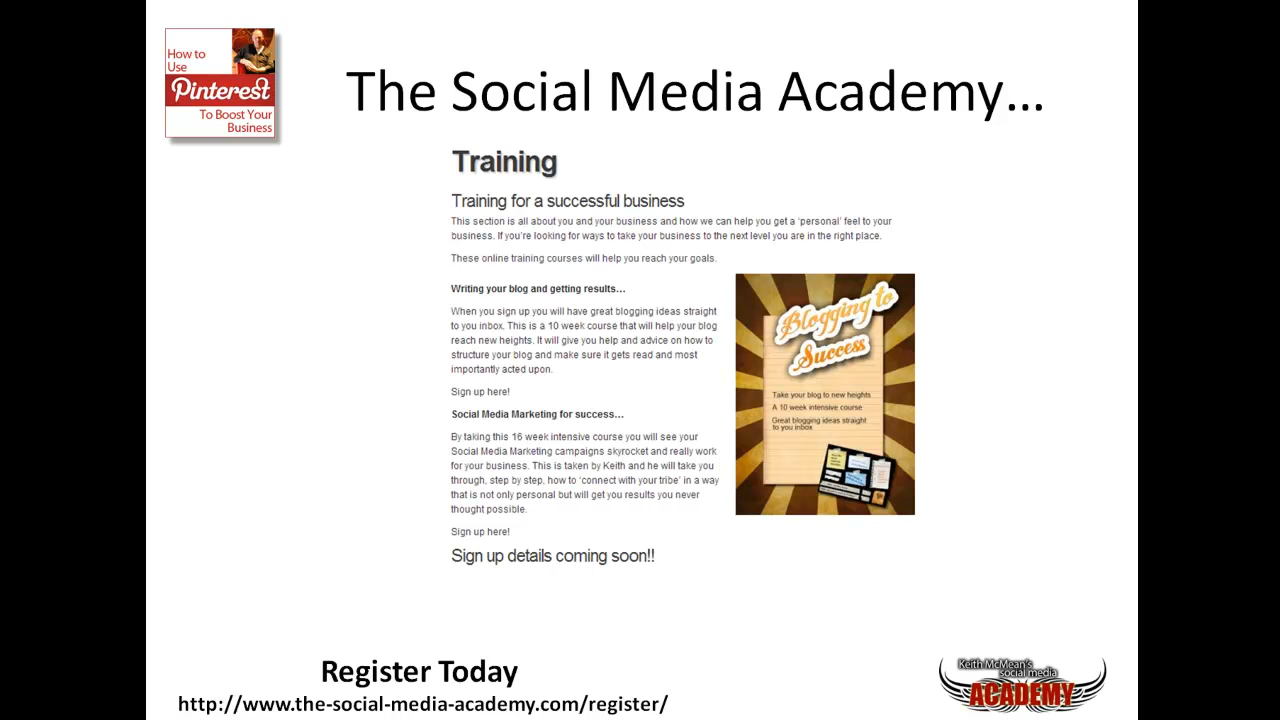 How to
Use
Pinterest
To Boost Your
Business
The Social Media Academy...
Training
Training for a successful business
This section is all about you and your business and how we can help you get a ‘personal’ feel to your
business. If you’re looking for ways to take your business to the next level you are in the right place.
These online training courses will help you reach your goals.
Writing your blog and getting results…
When you sign up you will have great blogging ideas straight
to you inbox. This is a 10 week course that will help your blog
reach new heights. It will give you help and advice on how to
structure your blog and make sure it gets read and most
importantly acted upon.
Sign up here!
Blogging to
Success
Take your blog to new heights
A 10 week intensive course
Great blogging ideas straight
to you inbox
Social Media Marketing for success…
By taking this 16 week intensive course you will see your
Social Media Marketing campaigns skyrocket and really work
for your business. This is taken by Keith and he will take you
through, step by step, how to ‘connect with your tribe’ in a way
that is not only personal but will get you results you never
thought possible.
Sign up here!
Sign up details coming soon!!
Register Today
http://www.the-social-media-academy.com/register/
Keith McMean's
social media
ACADEMY